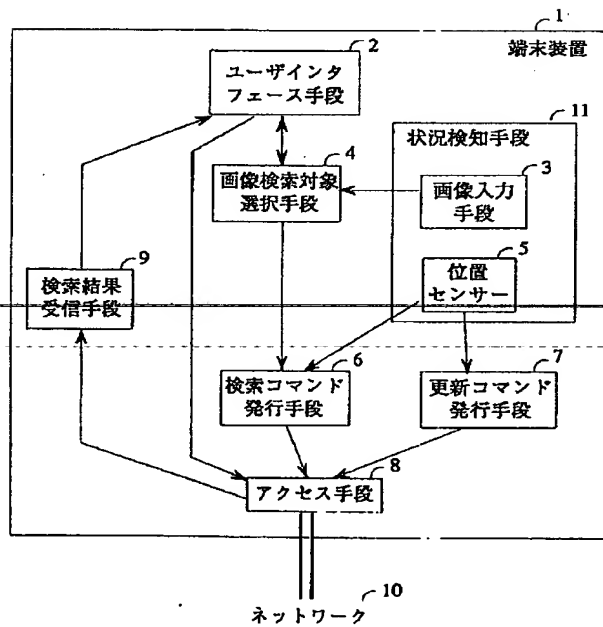 1
端末装置
2
ユーザインタ
フェース手段
11
状況検知手段
4
画像検索対象
選択手段
3
画像入力
手段
9
検索結果
受信手段
5
位置
センサー
6
検索コマンド
発行手段
7
更新コマンド
発行手段
8
アクセス手段
10
ネットワーク